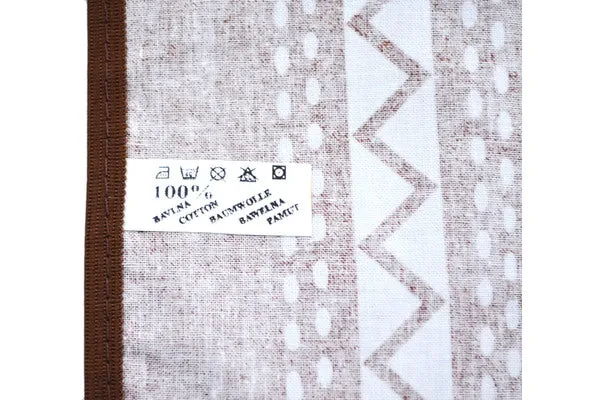 100%
BAVLNA
COTTON
BAUMWOLLE
BAWEŁNA
PAMUT